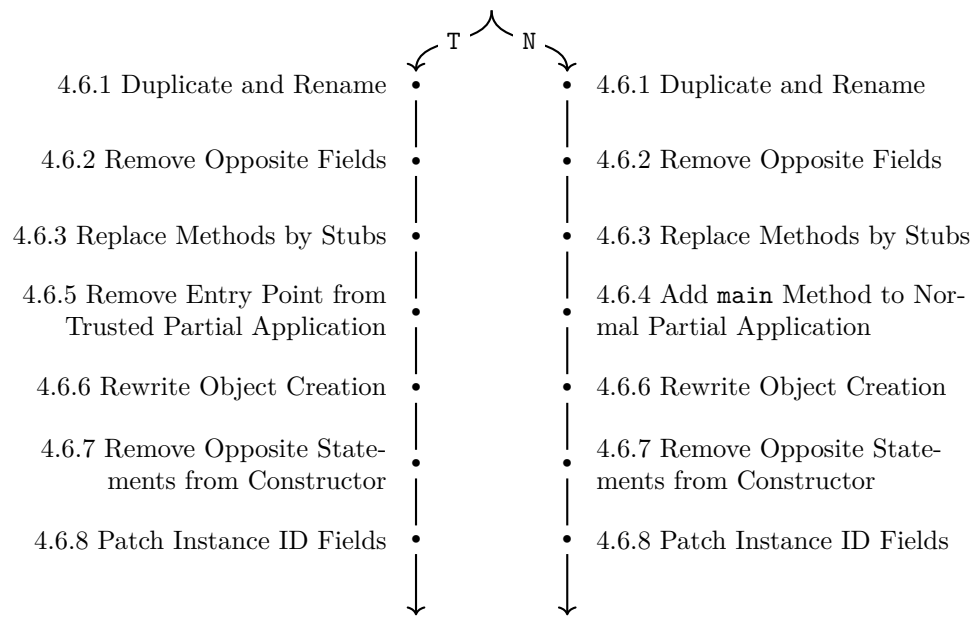 T N
4.6.1 Duplicate and Rename
4.6.1 Duplicate and Rename
4.6.2 Remove Opposite Fields
4.6.2 Remove Opposite Fields
4.6.3 Replace Methods by Stubs
4.6.3 Replace Methods by Stubs
4.6.5 Remove Entry Point from
Trusted Partial Application
4.6.4 Add main Method to Nor-
mal Partial Application
4.6.6 Rewrite Object Creation
4.6.6 Rewrite Object Creation
4.6.7 Remove Opposite State-
ments from Constructor
4.6.7 Remove Opposite State-
ments from Constructor
4.6.8 Patch Instance ID Fields
4.6.8 Patch Instance ID Fields